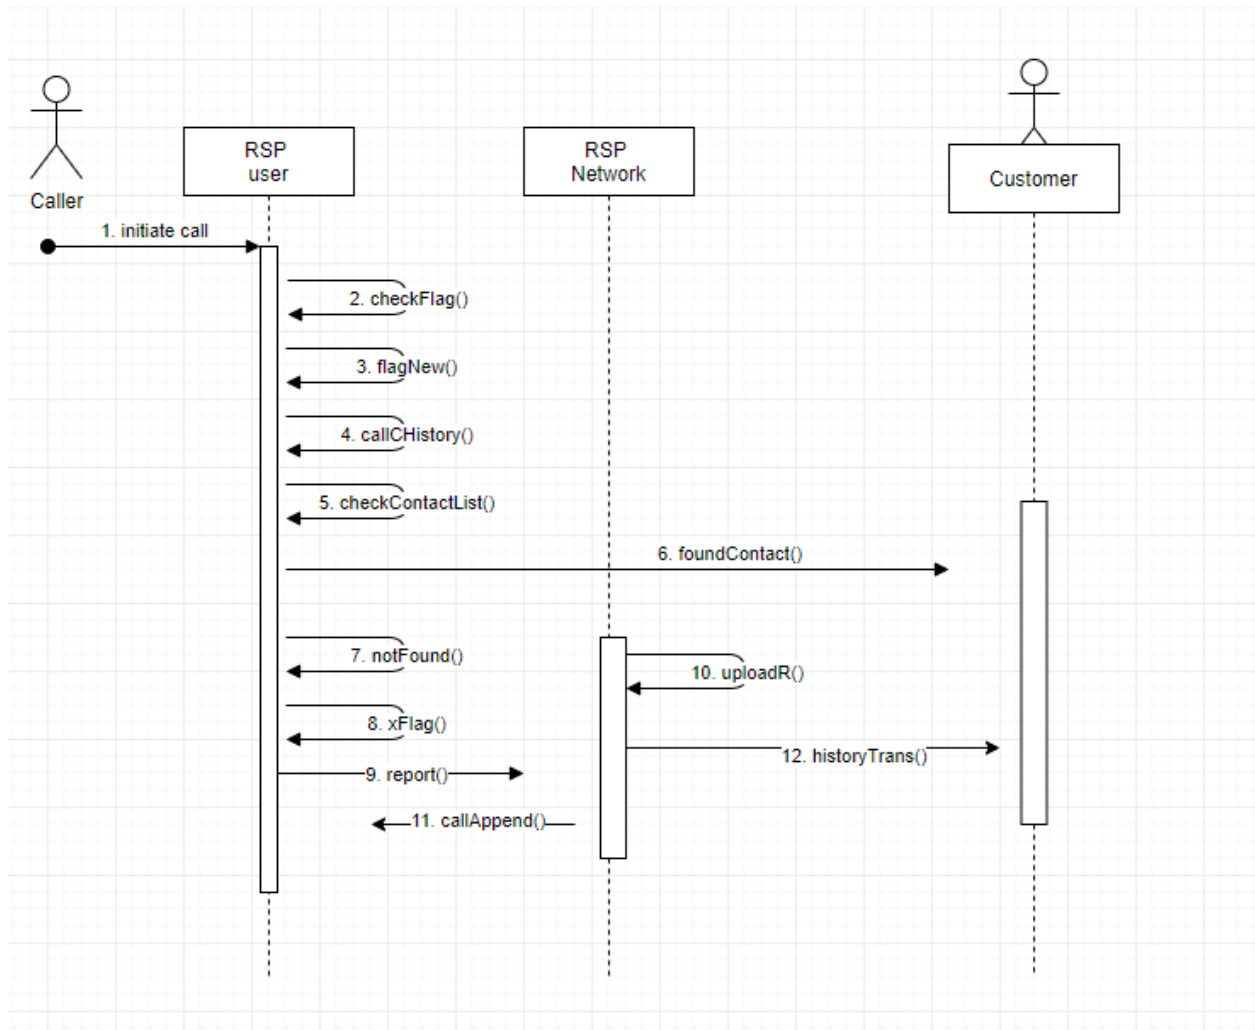 Caller
RSP
user
RSP
Network
Customer
1. initiate call
2. checkFlag()
3. flagNew()
4. callCHistory()
5. checkContactList()
6. foundContact()
7. notFound()
10. uploadR()
8. xFlag()
12. historyTrans()
9. report()
11. callAppend()